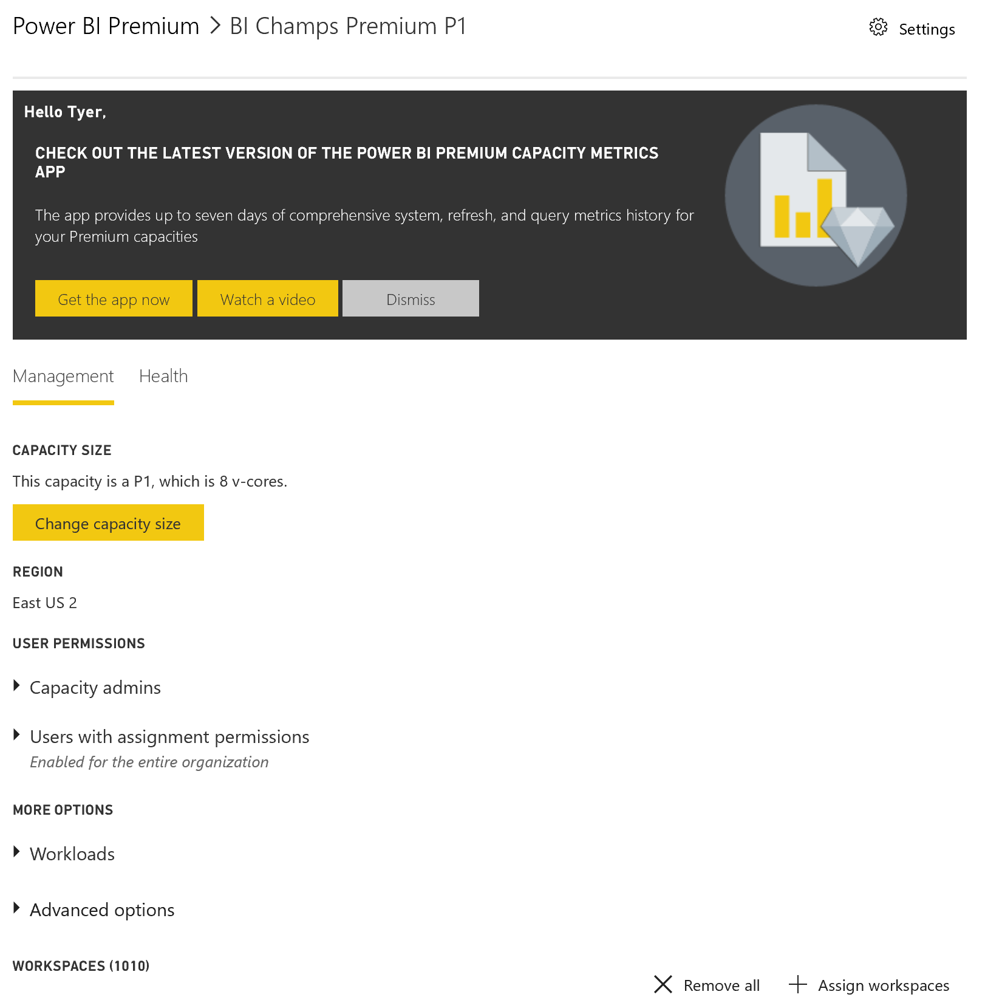 Power BI Premium > BI Champs Premium P1
Settings
Hello Tyer,
CHECK OUT THE LATEST VERSION OF THE POWER BI PREMIUM CAPACITY METRICS
APP
The app provides up to seven days of comprehensive system, refresh, and query metrics history for
your Premium capacities
Get the app now
Watch a video
Dismiss
Management
Health
CAPACITY SIZE
This capacity is a P1, which is 8 v-cores.
Change capacity size
REGION
East US 2
USER PERMISSIONS
Capacity admins
Users with assignment permissions
Enabled for the entire organization
MORE OPTIONS
Workloads
Advanced options
WORKSPACES (1010)
Remove all
Assign workspaces